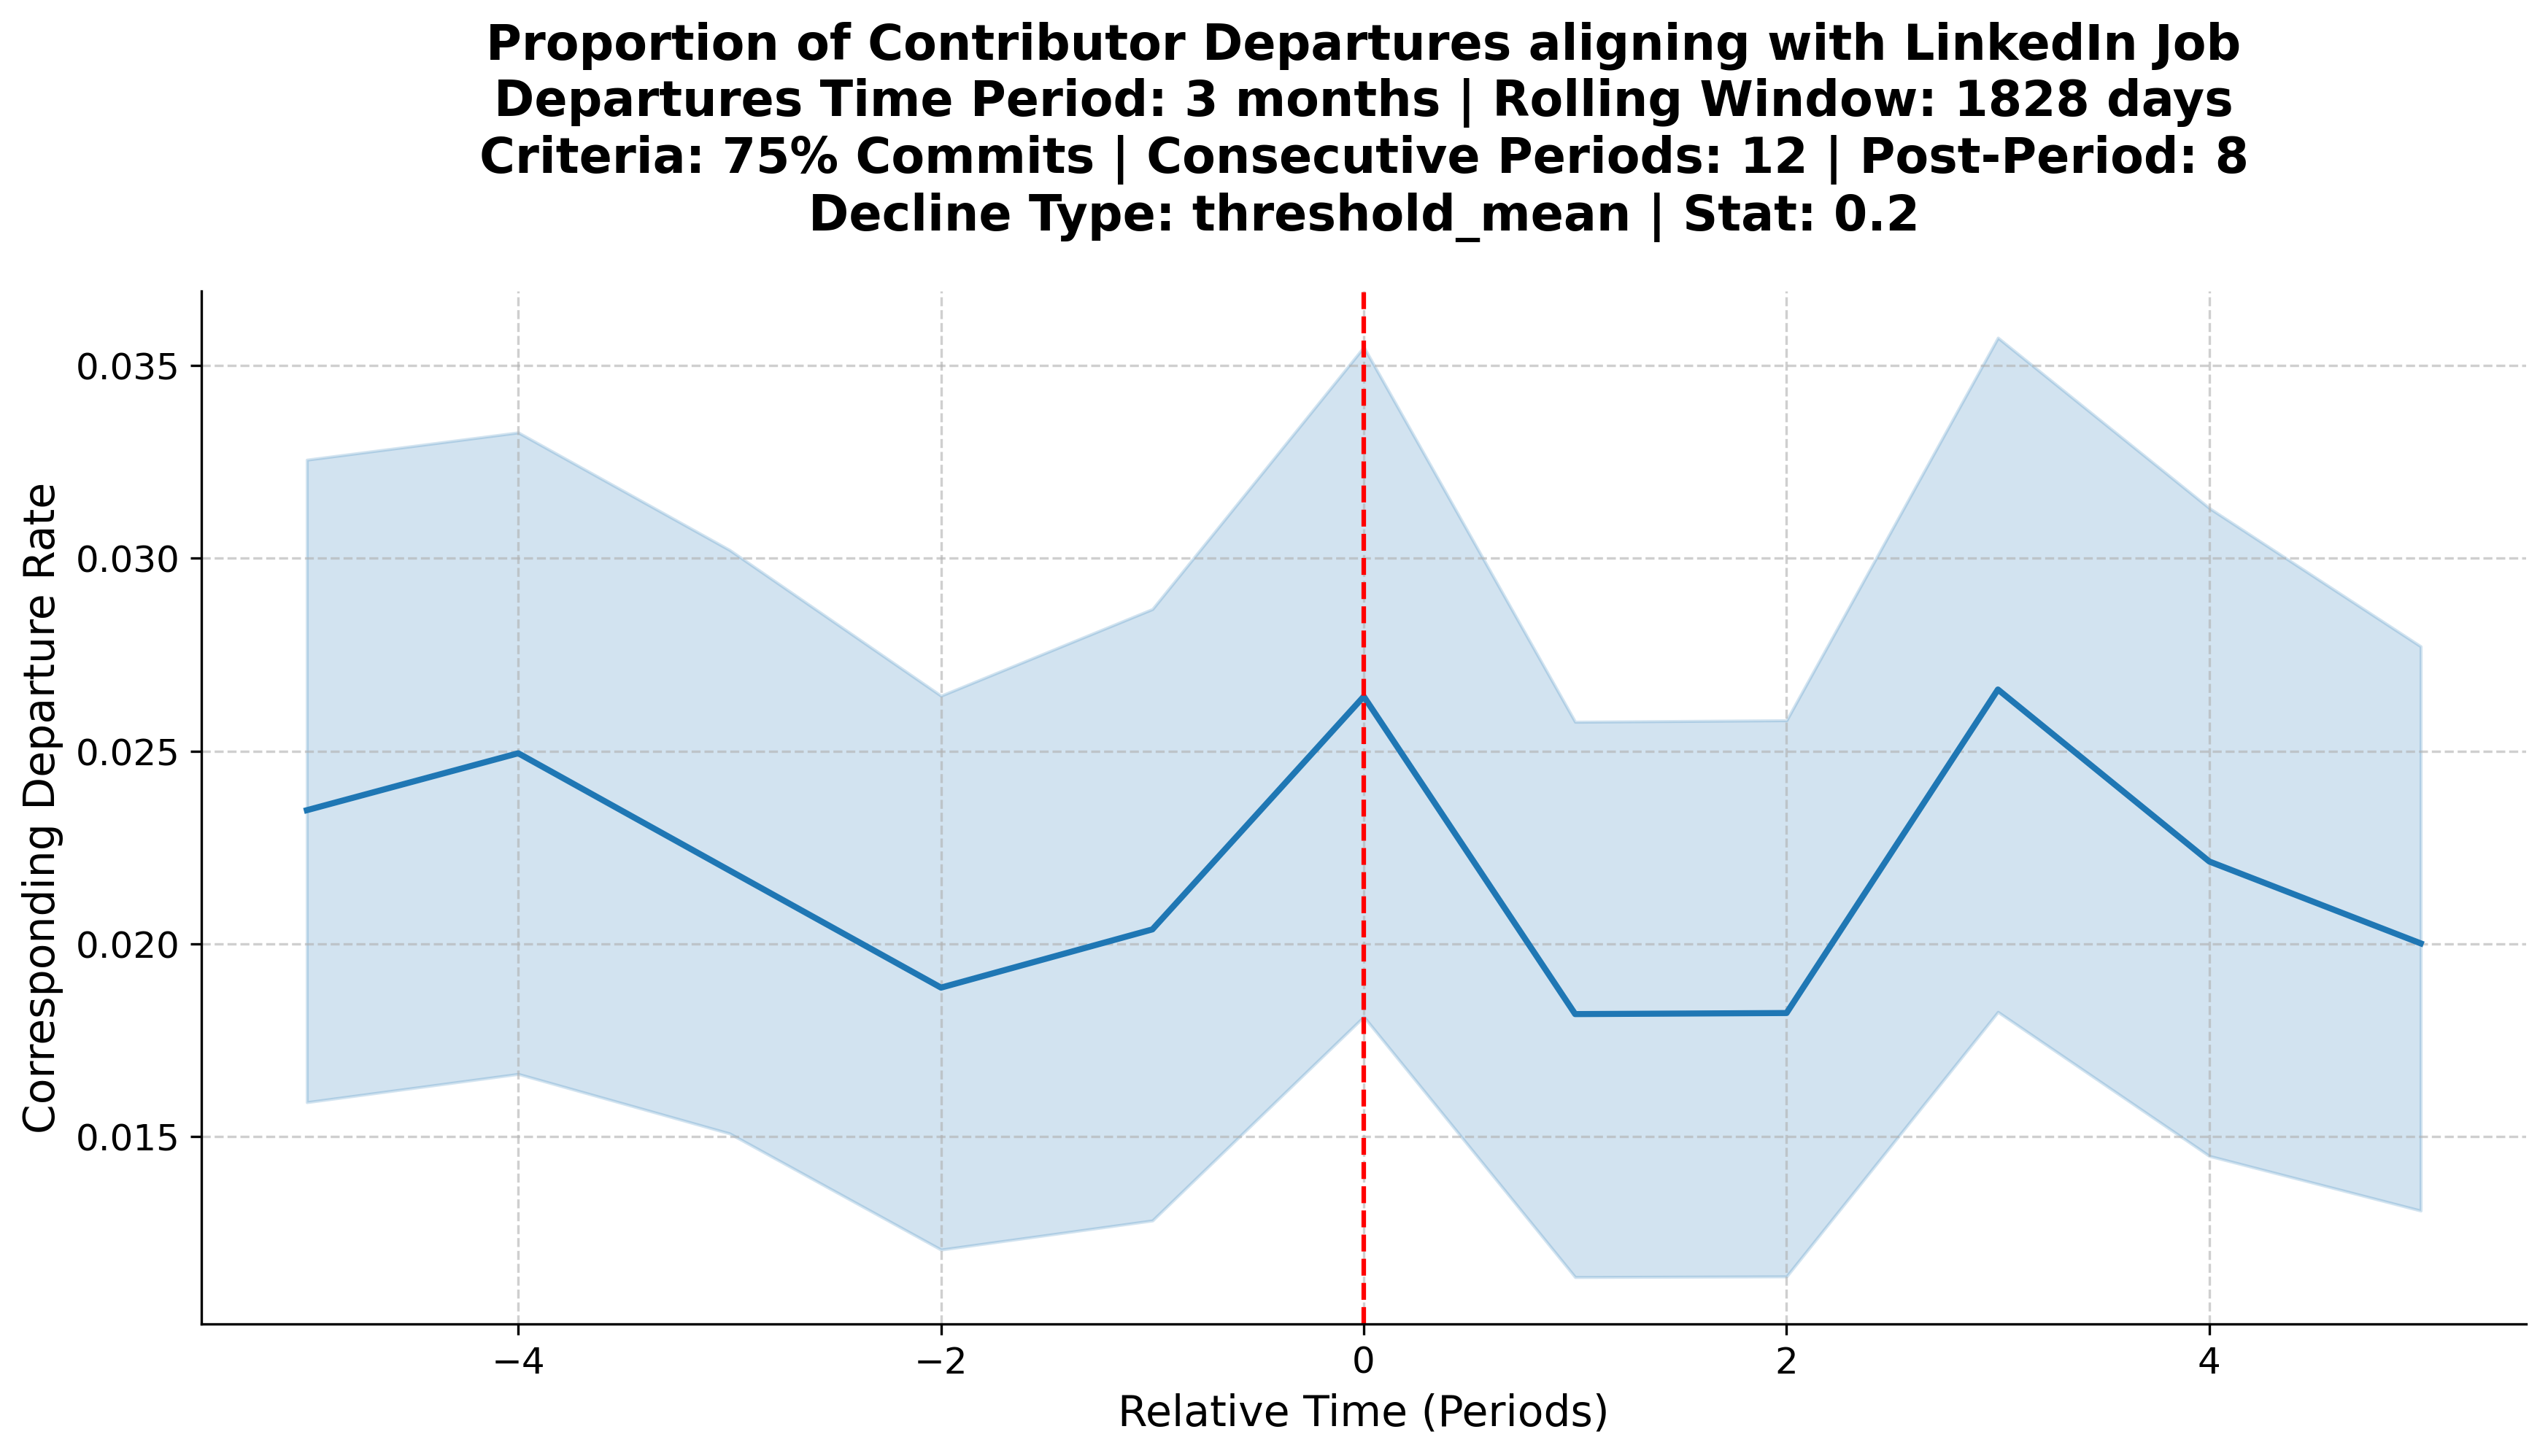 Proportion of Contributor Departures aligning with LinkedIn Job
Departures Time Period: 3 months | Rolling Window: 1828 days
Criteria: 75% Commits | Consecutive Periods: 12 | Post-Period: 8
Decline Type: threshold_mean | Stat: 0.2
Corresponding Departure Rate
0.035
0.030
0.025
0.020
0.015
−4
−2
0
2
4
Relative Time (Periods)